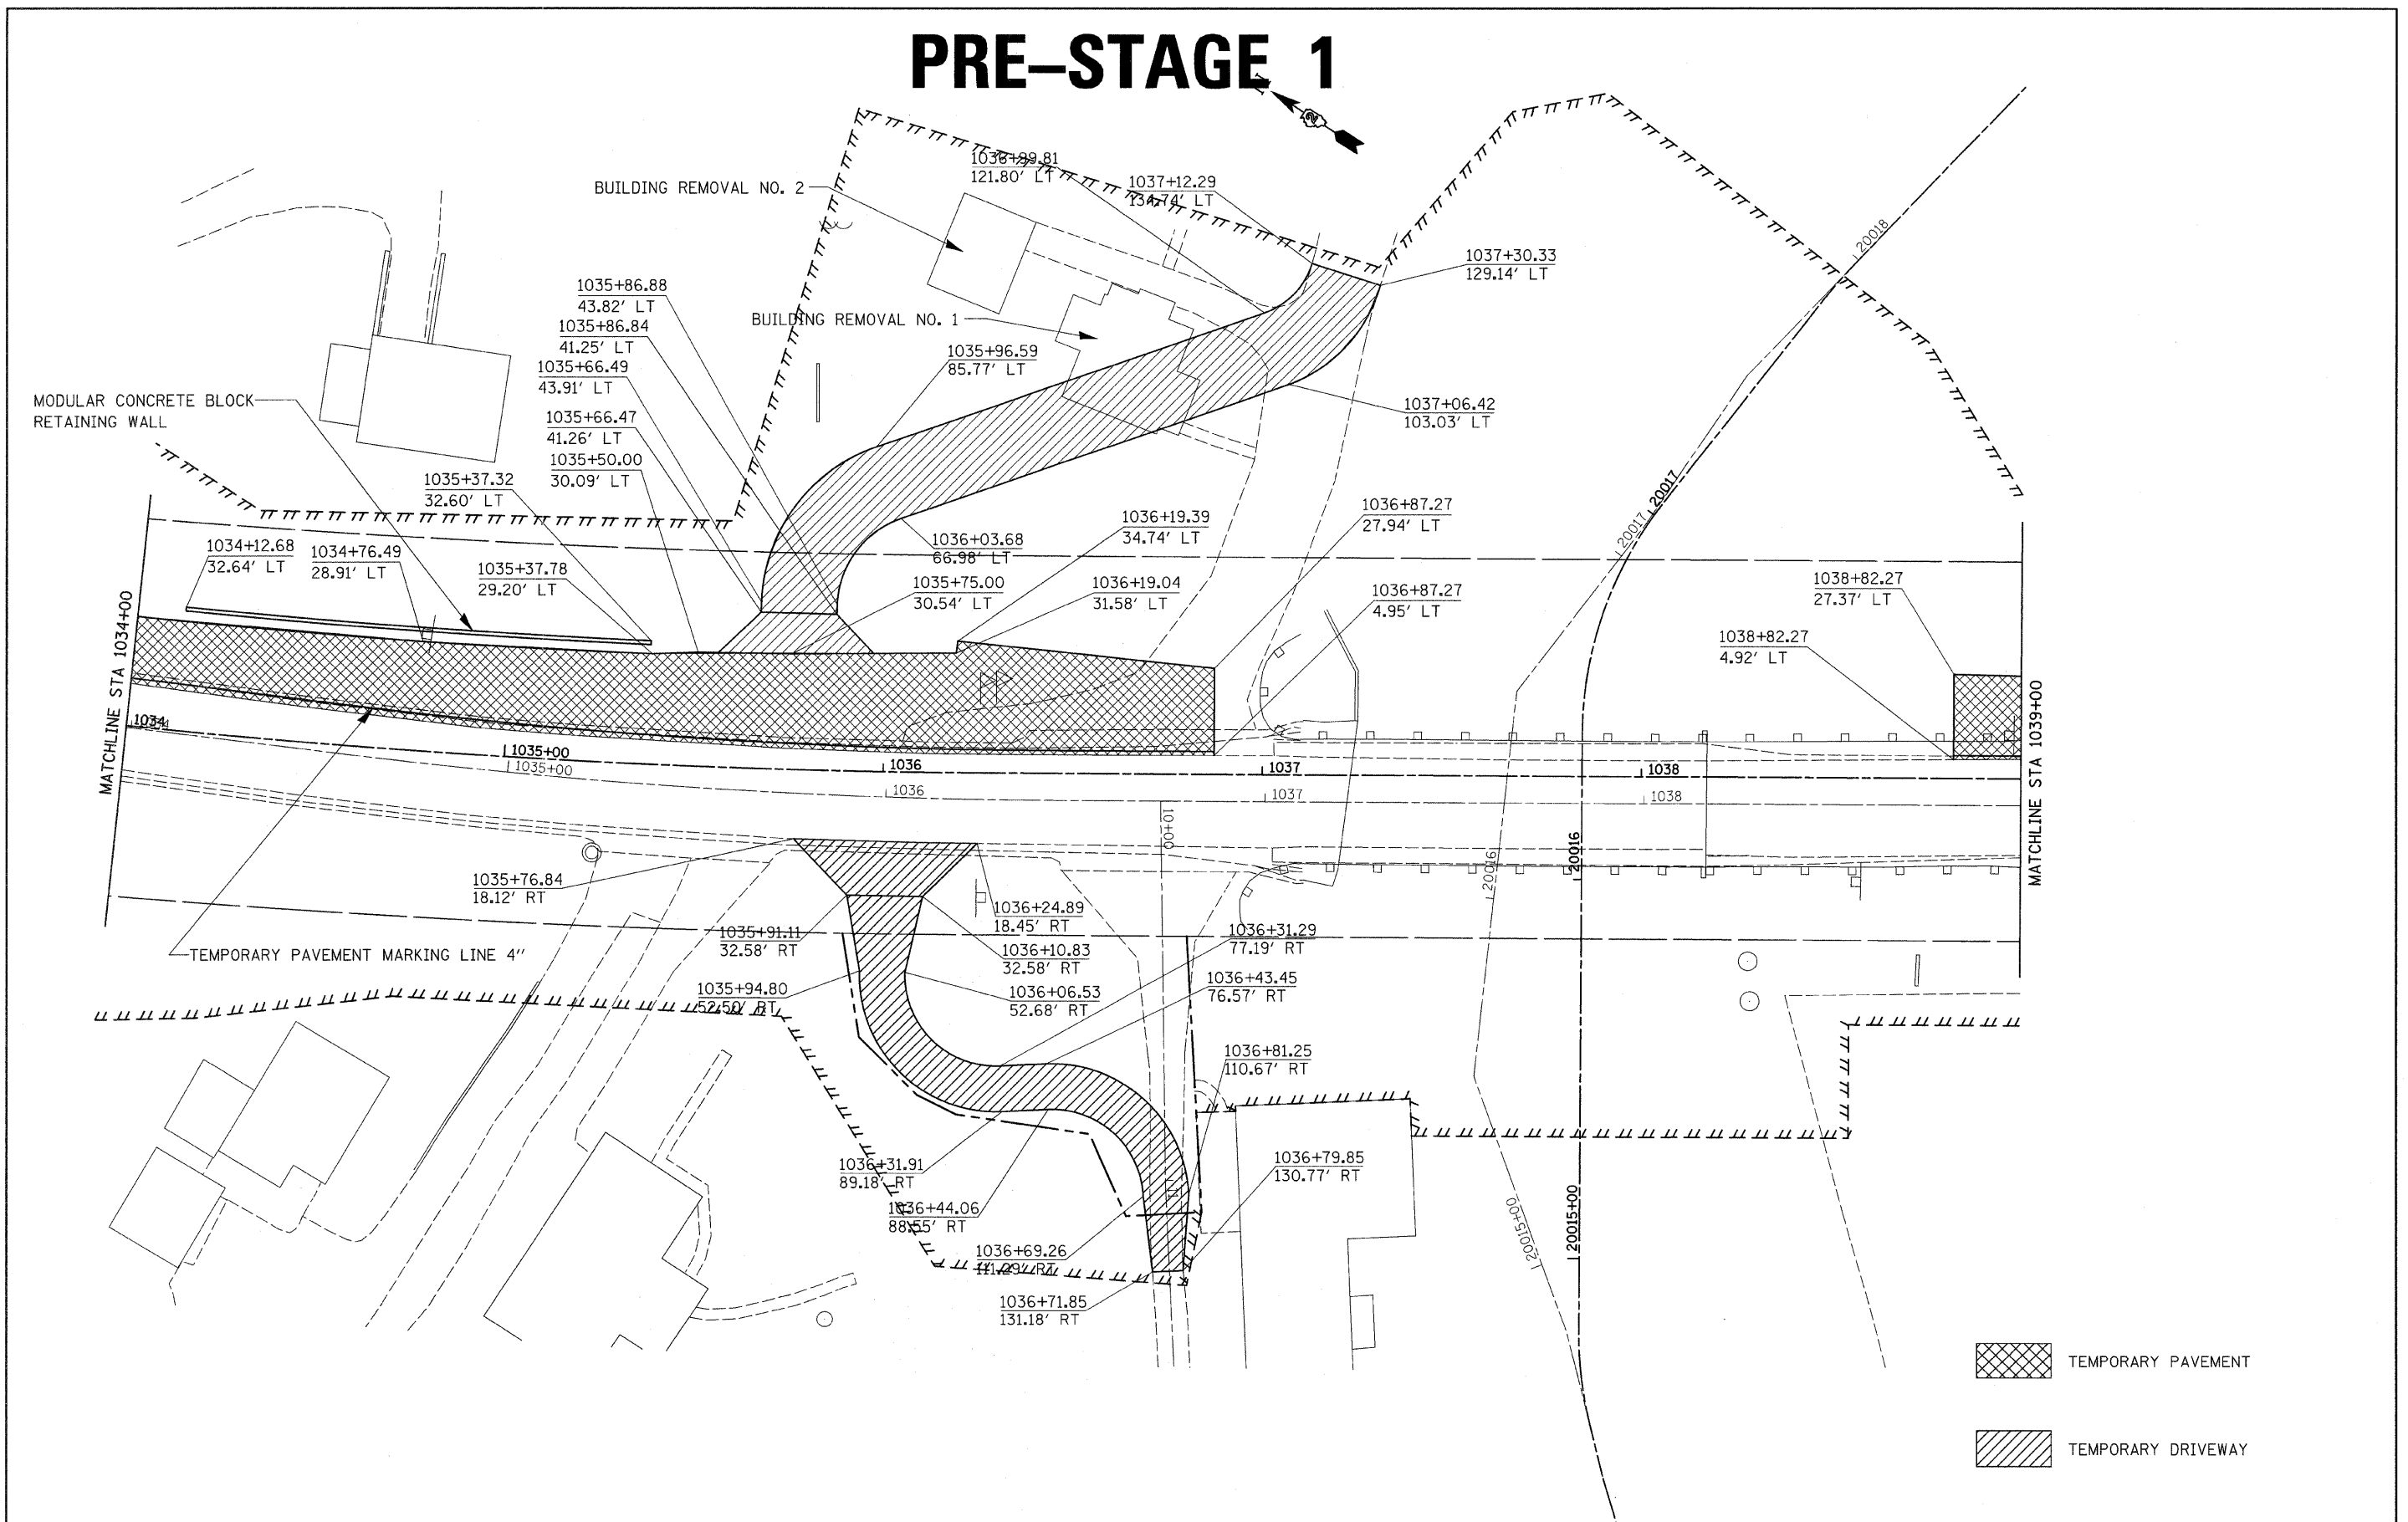 PRE-STAGE 1
N
2
1036+99.81
121.80' LT
1037+12.29
134.74' LT
BUILDING REMOVAL NO. 2
20018
1037+30.33
129.14' LT
1035+86.88
43.82' LT
BUILDING REMOVAL NO. 1
1035+86.84
41.25' LT
1035+96.59
85.77' LT
1035+66.49
43.91' LT
MODULAR CONCRETE BLOCK
RETAINING WALL
1037+06.42
103.03' LT
1035+66.47
41.26' LT
1035+50.00
30.09' LT
1035+37.32
32.60' LT
20017
20017
1036+87.27
27.94' LT
1036+19.39
34.74' LT
1036+03.68
66.98' LT
1034+12.68
32.64' LT
1034+76.49
28.91' LT
1035+37.78
29.20' LT
1035+75.00
30.54' LT
1036+19.04
31.58' LT
1036+87.27
4.95' LT
1038+82.27
27.37' LT
1038+82.27
4.92' LT
MATCHLINE STA 1034+00
MATCHLINE STA 1039+00
1034
1035+00
1035+00
1036
1036
1037
1037
1038
1038
10+00
20016
20016
1035+76.84
18.12' RT
1036+24.89
18.45' RT
1035+91.11
32.58' RT
1036+10.83
32.58' RT
1036+31.29
77.19' RT
TEMPORARY PAVEMENT MARKING LINE 4"
1036+43.45
76.57' RT
1035+94.80
52.50' RT
1036+06.53
52.68' RT
1036+81.25
110.67' RT
1036+31.91
89.18' RT
1036+79.85
130.77' RT
11
1036+44.06
88.55' RT
20015+00
20015+00
1036+69.26
111.29' RT
1036+71.85
131.18' RT
TEMPORARY PAVEMENT
TEMPORARY DRIVEWAY